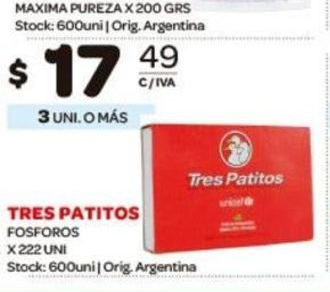 MAXIMA PUREZA X 200 GRS
Stock: 600uni | Orig. Argentina
$ 17 49
C/IVA
3 UNI. O MÁS
Tres Patitos
unicef
TRES PATITOS
FOSFOROS
X 222 UNI
Stock: 600uni | Orig. Argentina